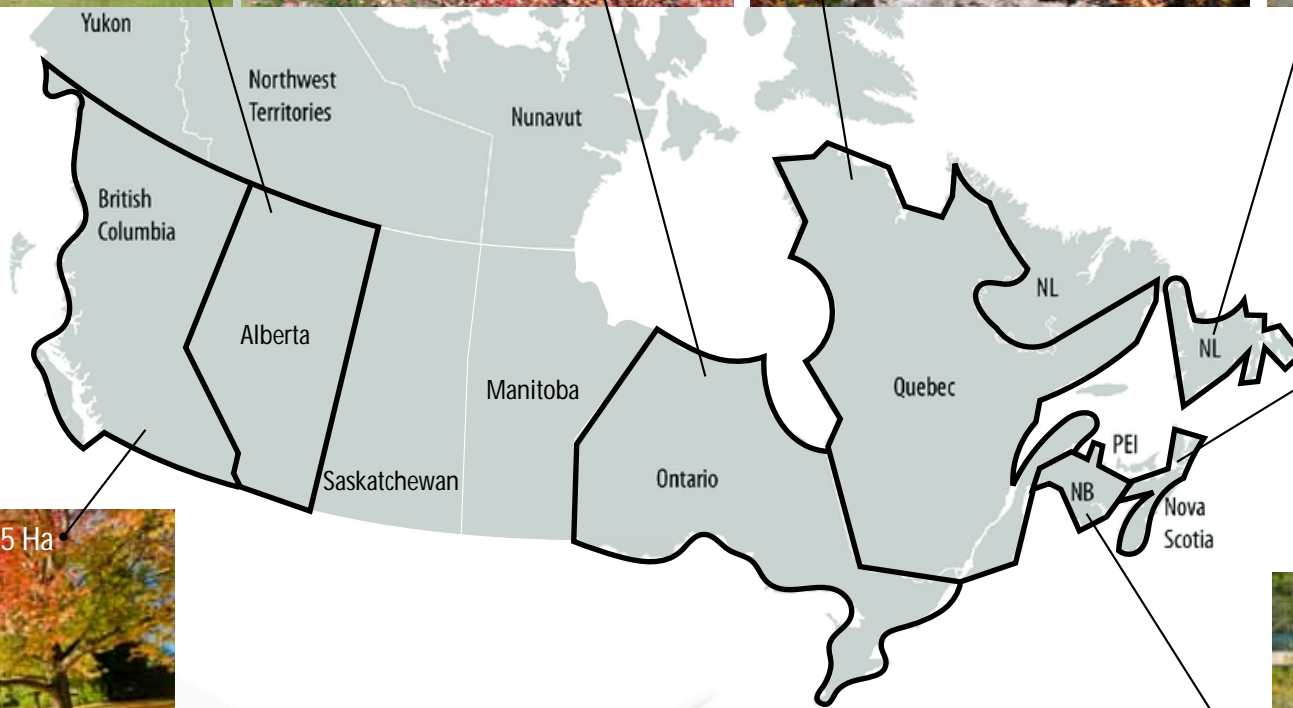 Yukon
Northwest
Territories
Nunavut
British
Columbia
NL
Alberta
NL
Manitoba
Quebec
PEI
Saskatchewan
Ontario
NB
Nova
Scotia
5 Ha